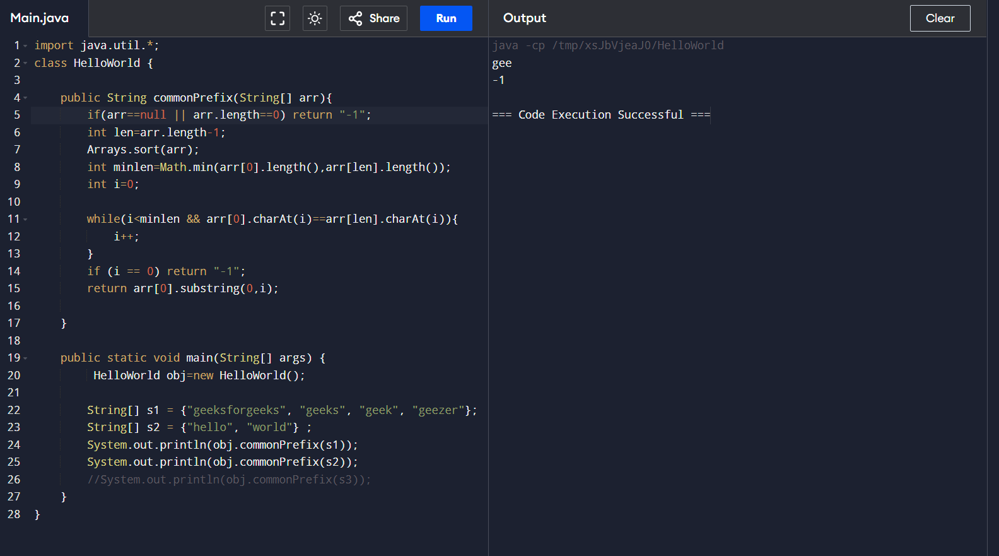 Main.java
Share
Run
Output
Clear
1 import java.util.*;
2 class HelloWorld {
3
4     public String commonPrefix(String[] arr){
5         if(arr==null || arr.length==0) return "-1";
6         int len=arr.length-1;
7         Arrays.sort(arr);
8         int minlen=Math.min(arr[0].length(),arr[len].length());
9         int i=0;
10
11         while(i<minlen && arr[0].charAt(i)==arr[len].charAt(i)){
12             i++;
13         }
14         if (i == 0) return "-1";
15         return arr[0].substring(0,i);
16
17     }
18
19     public static void main(String[] args) {
20          HelloWorld obj=new HelloWorld();
21
22         String[] s1 = {"geeksforgeeks", "geeks", "geek", "geezer"};
23         String[] s2 = {"hello", "world"} ;
24         System.out.println(obj.commonPrefix(s1));
25         System.out.println(obj.commonPrefix(s2));
26         //System.out.println(obj.commonPrefix(s3));
27     }
28 }
java -cp /tmp/xsJbVjeaJ0/HelloWorld
gee
-1
=== Code Execution Successful ===